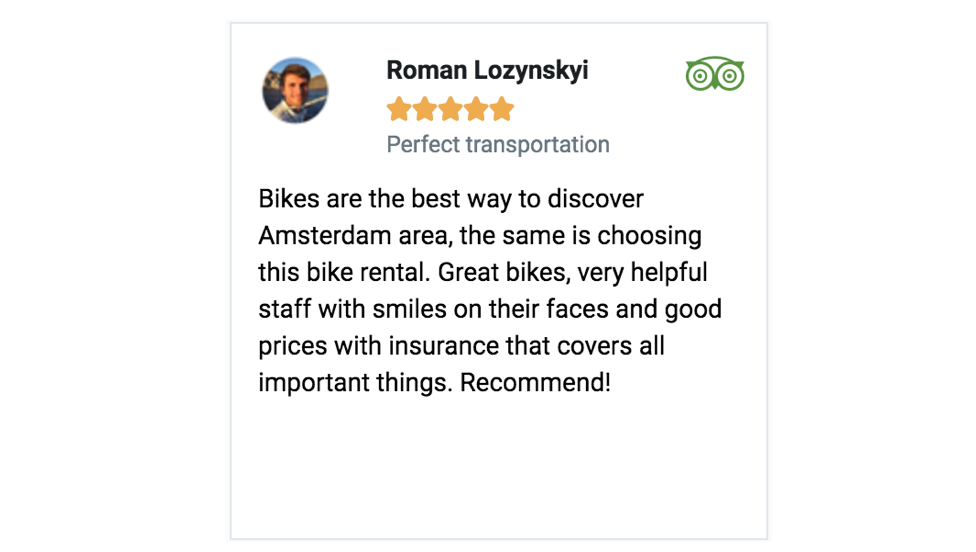 Roman Lozynskyi
Perfect transportation
Bikes are the best way to discover
Amsterdam area, the same is choosing
this bike rental. Great bikes, very helpful
staff with smiles on their faces and good
prices with insurance that covers all
important things. Recommend!